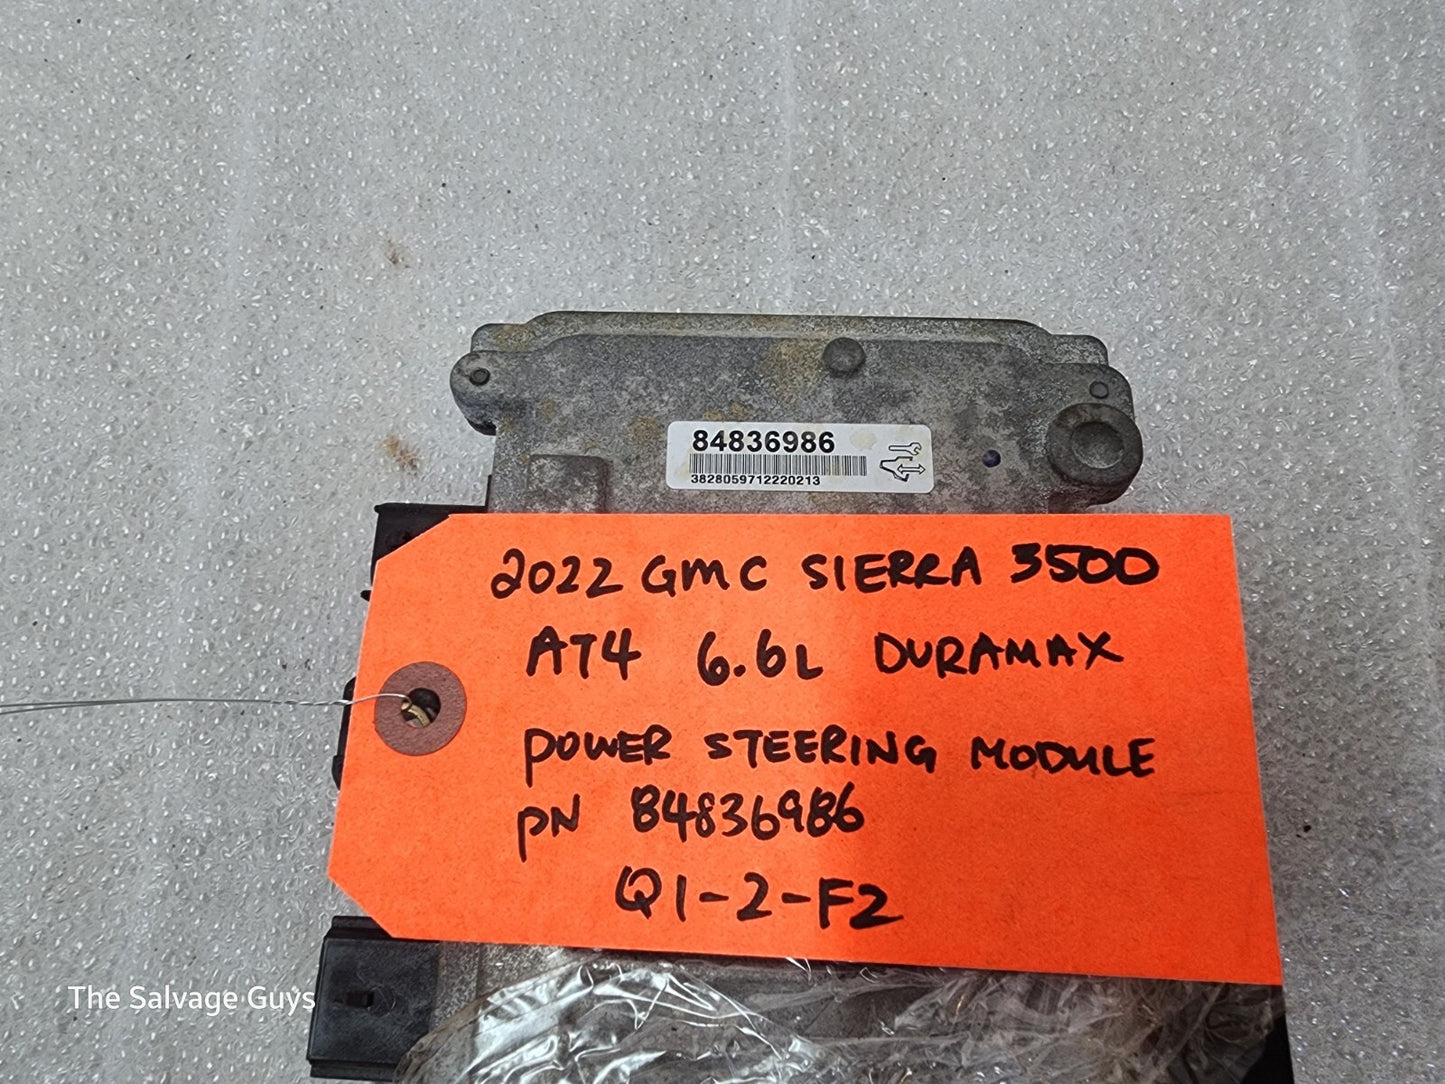 84836986
3828059712220213
2022 GMC SIERRA 3500
AT4 6.6L DURAMAX
POWER STEERING MODULE
PN 84836986
Q1-2-F2
The Salvage Guys